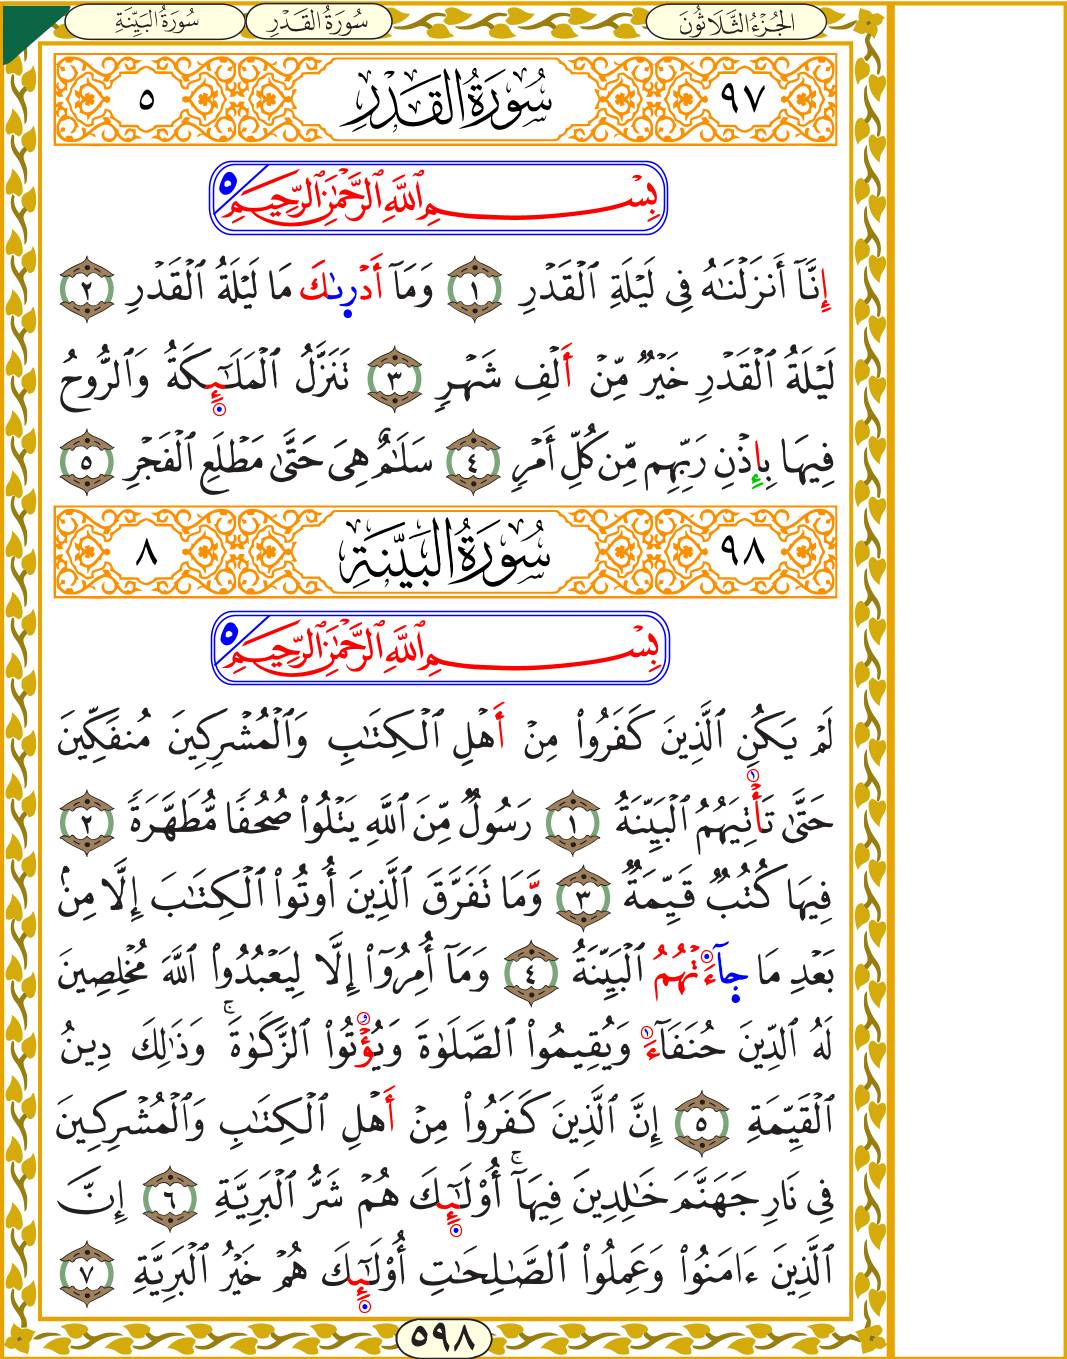 الجُزْءُ الثَّلَاثُونَ سُورَةُ القَدْرِ سُورَةُ البَيِّنَةِ
٩٧ سُورَةُ القَدْرِ ٥
بِسْمِ ٱللَّهِ ٱلرَّحْمَٰنِ ٱلرَّحِيمِ ٥
إِنَّآ أَنزَلْنَٰهُ فِى لَيْلَةِ ٱلْقَدْرِ ١ وَمَآ أَدْرىٰكَ مَا لَيْلَةُ ٱلْقَدْرِ ٢
لَيْلَةُ ٱلْقَدْرِ خَيْرٌ مِّنْ أَلْفِ شَهْرٍ ٣ تَنَزَّلُ ٱلْمَلَٰٓئِكَةُ وَٱلرُّوحُ
فِيهَا بِإِذْنِ رَبِّهِم مِّن كُلِّ أَمْرٍ ٤ سَلَٰمٌ هِىَ حَتَّىٰ مَطْلَعِ ٱلْفَجْرِ ٥
٩٨ سُورَةُ البَيِّنَةِ ٨
بِسْمِ ٱللَّهِ ٱلرَّحْمَٰنِ ٱلرَّحِيمِ ٥
لَمْ يَكُنِ ٱلَّذِينَ كَفَرُوا۟ مِنْ أَهْلِ ٱلْكِتَٰبِ وَٱلْمُشْرِكِينَ مُنفَكِّينَ
حَتَّىٰ تَأْتِيَهُمُ ٱلْبَيِّنَةُ ١ رَسُولٌ مِّنَ ٱللَّهِ يَتْلُوا۟ صُحُفًا مُّطَهَّرَةً ٢
فِيهَا كُتُبٌ قَيِّمَةٌ ٣ وَّمَا تَفَرَّقَ ٱلَّذِينَ أُوتُوا۟ ٱلْكِتَٰبَ إِلَّا مِنۢ
بَعْدِ مَا جَآءَتْهُمُ ٱلْبَيِّنَةُ ٤ وَمَآ أُمِرُوٓا۟ إِلَّا لِيَعْبُدُوا۟ ٱللَّهَ مُخْلِصِينَ
لَهُ ٱلدِّينَ حُنَفَآءَ وَيُقِيمُوا۟ ٱلصَّلَوٰةَ وَيُؤْتُوا۟ ٱلزَّكَوٰةَۚ وَذَٰلِكَ دِينُ
ٱلْقَيِّمَةِ ٥ إِنَّ ٱلَّذِينَ كَفَرُوا۟ مِنْ أَهْلِ ٱلْكِتَٰبِ وَٱلْمُشْرِكِينَ
فِى نَارِ جَهَنَّمَ خَٰلِدِينَ فِيهَآۚ أُو۟لَٰٓئِكَ هُمْ شَرُّ ٱلْبَرِيَّةِ ٦ إِنَّ
ٱلَّذِينَ ءَامَنُوا۟ وَعَمِلُوا۟ ٱلصَّٰلِحَٰتِ أُو۟لَٰٓئِكَ هُمْ خَيْرُ ٱلْبَرِيَّةِ ٧
٥٩٨